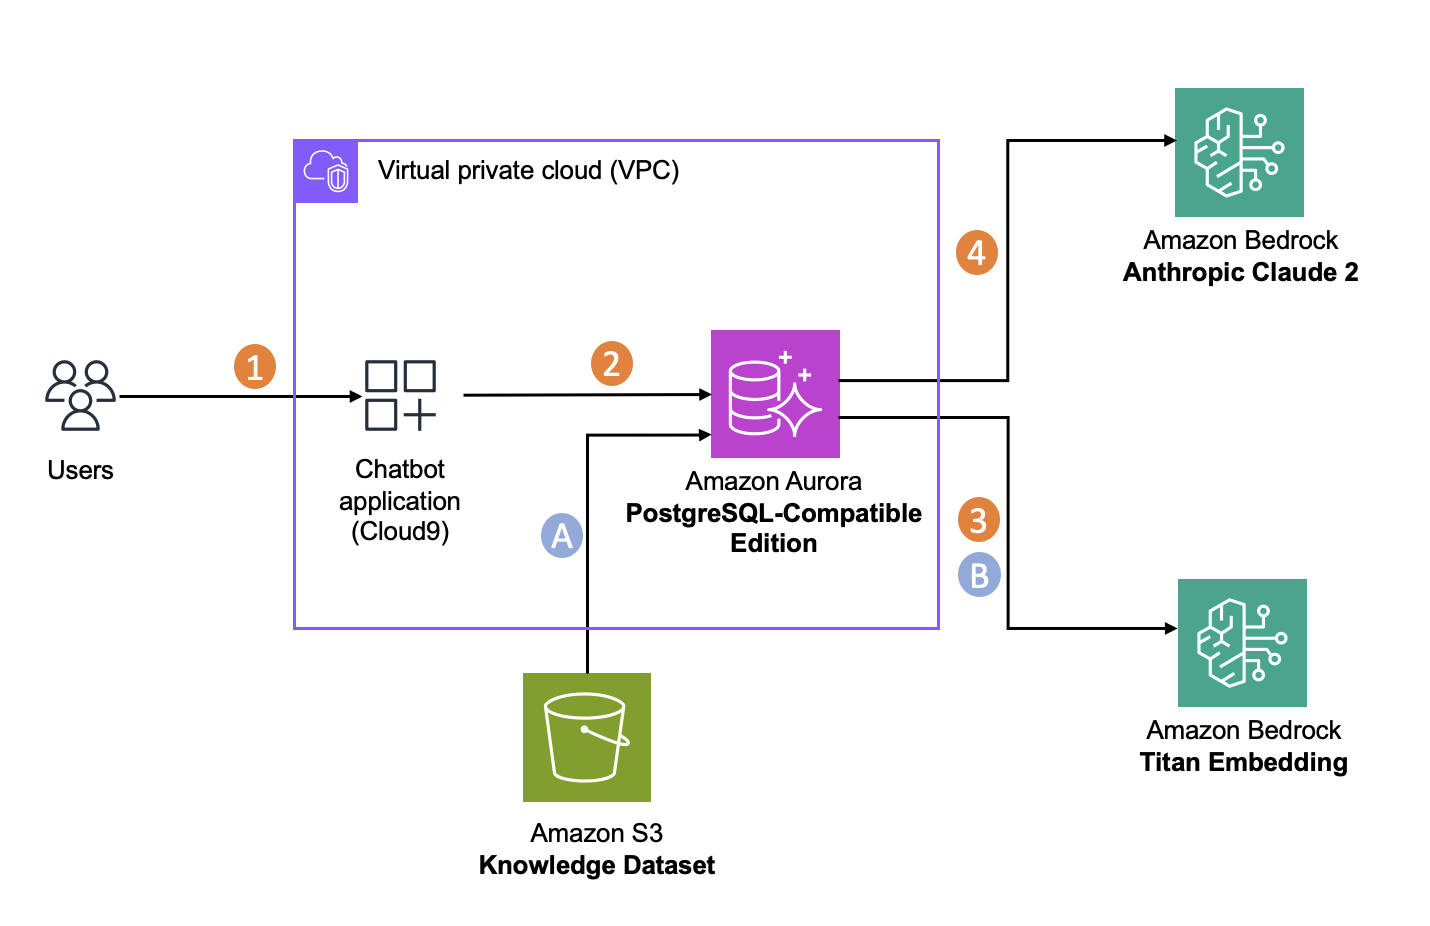 Virtual private cloud (VPC)
4
Amazon Bedrock
Anthropic Claude 2
1
2
Users
Chatbot
application
(Cloud9)
Amazon Aurora
PostgreSQL-Compatible
Edition
A
3
B
Amazon Bedrock
Titan Embedding
Amazon S3
Knowledge Dataset